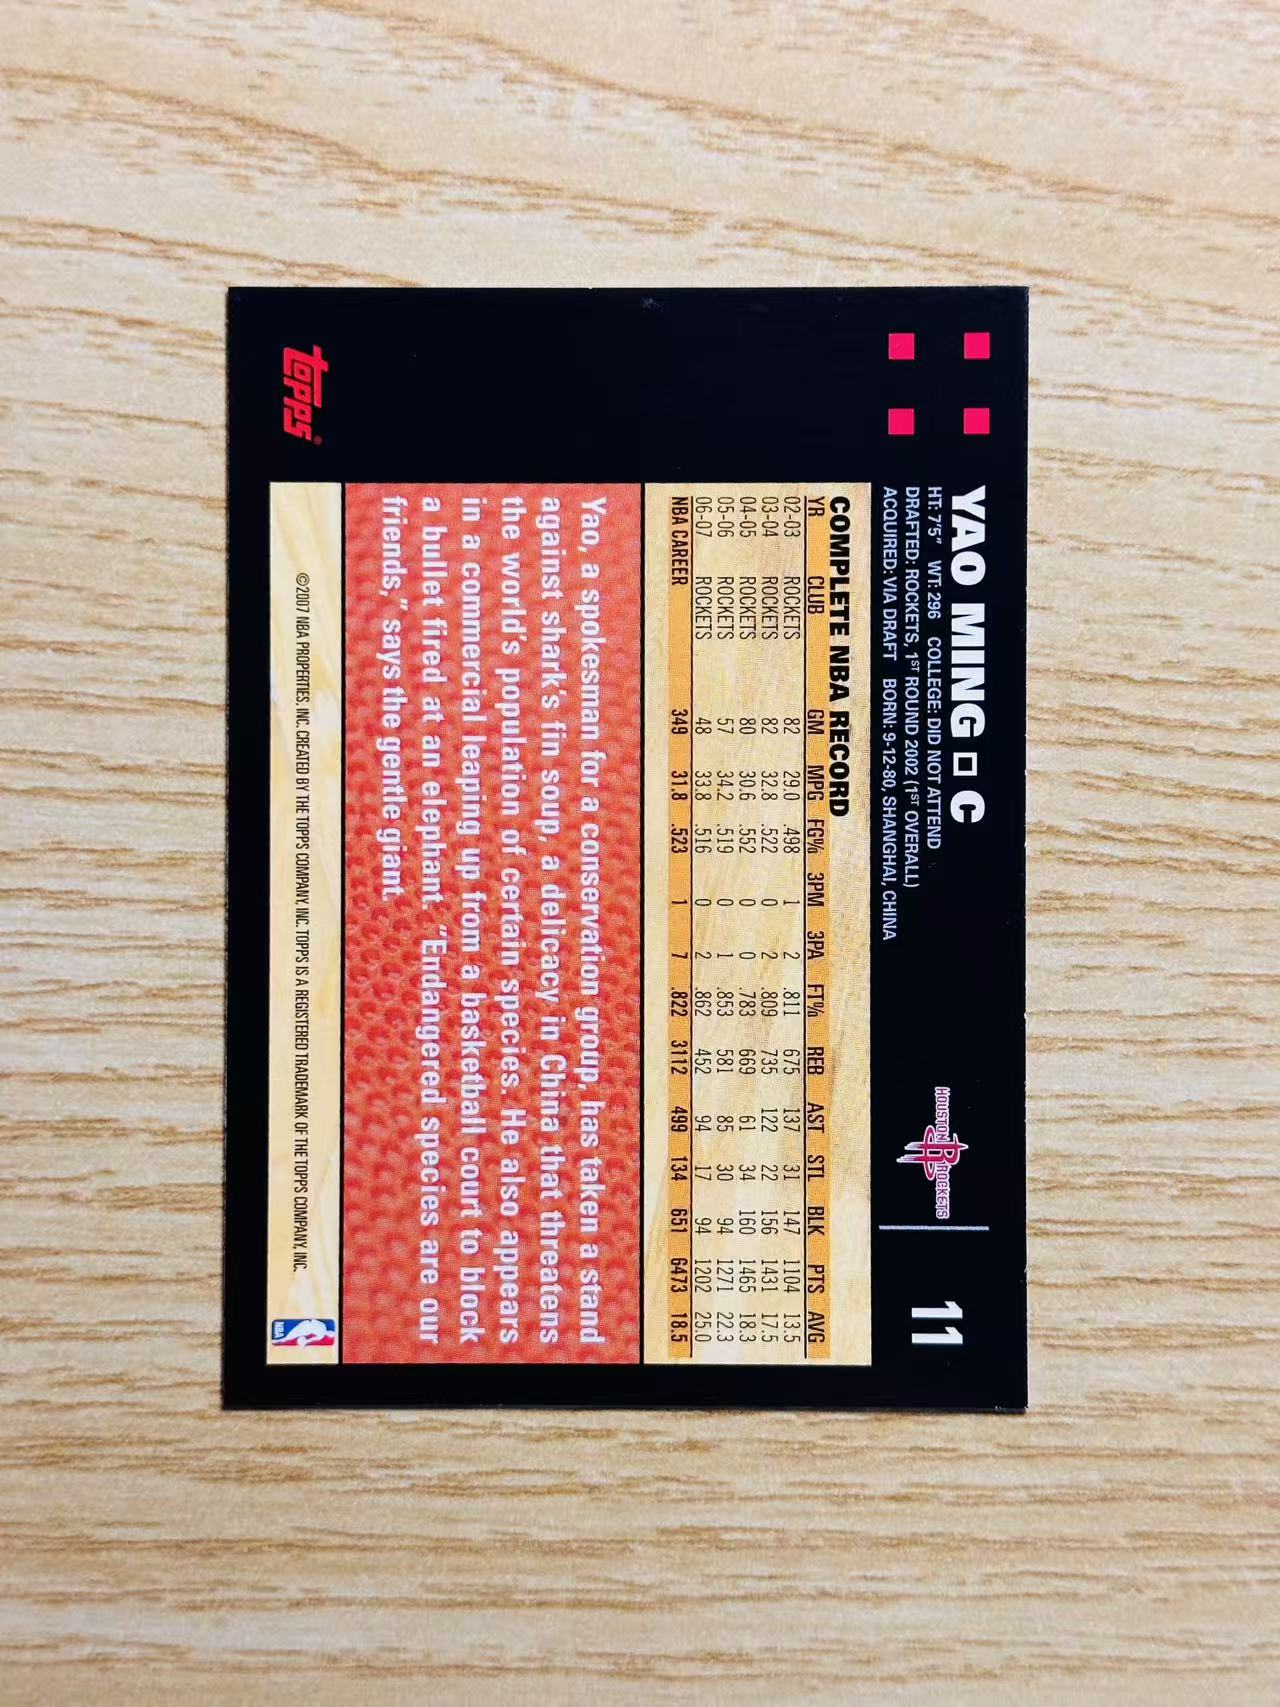 YAO MING □ C
HT: 7'5" WT: 296 COLLEGE: DID NOT ATTEND
DRAFTED: ROCKETS, 1ST ROUND 2002 (1ST OVERALL)
ACQUIRED: VIA DRAFT BORN: 9-12-80, SHANGHAI, CHINA
HOUSTON ROCKETS
11
COMPLETE NBA RECORD
YR CLUB GM MPG FG% 3PM 3PA FT% REB AST STL BLK PTS AVG
02-03 ROCKETS 82 29.0 .498 1 2 .811 675 137 31 147 1104 13.5
03-04 ROCKETS 82 32.8 .522 0 2 .809 735 122 22 156 1431 17.5
04-05 ROCKETS 80 30.6 .552 0 0 .783 669 61 34 160 1465 18.3
05-06 ROCKETS 57 34.2 .519 0 1 .853 581 85 30 94 1271 22.3
06-07 ROCKETS 48 33.8 .516 0 2 .862 452 94 17 94 1202 25.0
NBA CAREER 349 31.8 .523 1 7 .822 3112 499 134 651 6473 18.5
Yao, a spokesman for a conservation group, has taken a stand
against shark's fin soup, a delicacy in China that threatens
the world's population of certain species. He also appears
in a commercial leaping up from a basketball court to block
a bullet fired at an elephant. "Endangered species are our
friends," says the gentle giant.
topps®
©2007 NBA PROPERTIES, INC. CREATED BY THE TOPPS COMPANY, INC. TOPPS IS A REGISTERED TRADEMARK OF THE TOPPS COMPANY, INC.
NBA